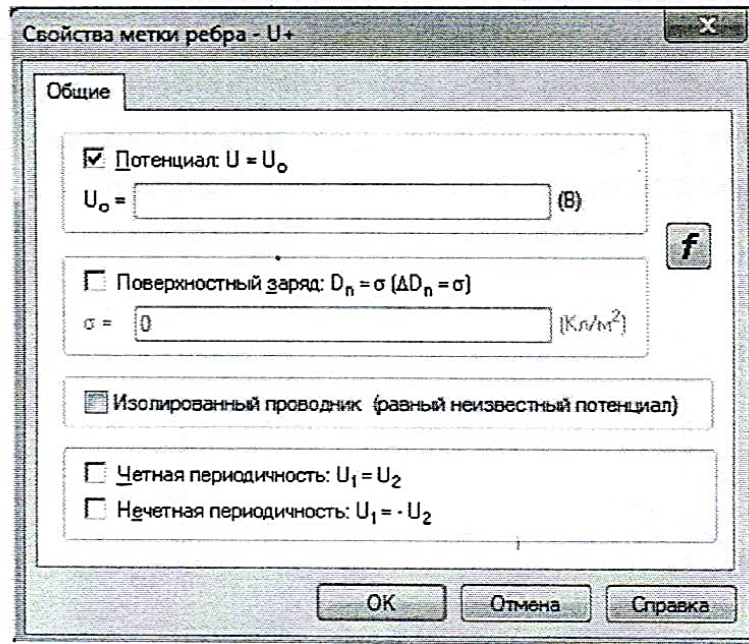 Свойства метки ребра - U+
Общие
Потенциал: U = U₀
U₀ =
(В)
f
Поверхностный заряд: Dₙ = σ (ΔDₙ = σ)
σ =
0
(Кл/м²)
Изолированный проводник (равный неизвестный потенциал)
Четная периодичность: U₁ = U₂
Нечетная периодичность: U₁ = - U₂
OK
Отмена
Справка